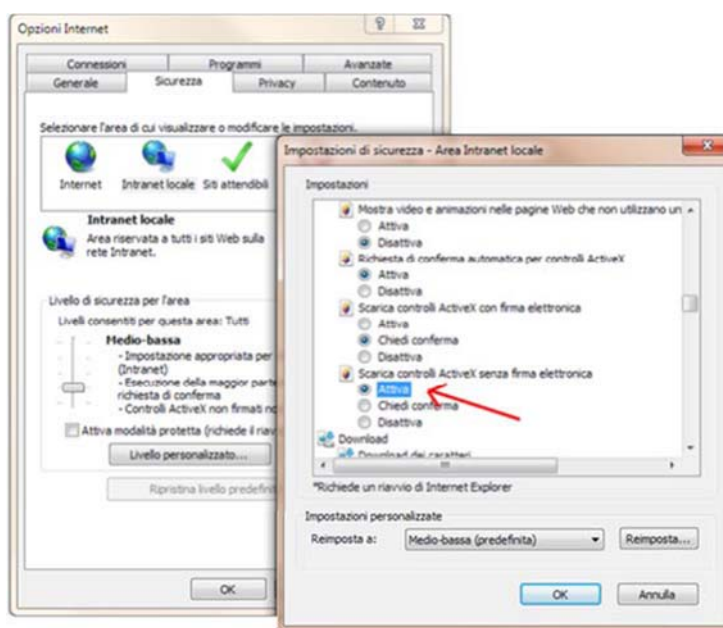 Opzioni Internet
Connessioni Programmi Avanzate
Generale Sicurezza Privacy Contenuto
Selezionare l'area di cui visualizzare o modificare le impostazioni.
Internet Intranet locale Siti attendibili
Intranet locale
Area riservata a tutti i siti Web sulla
rete Intranet.
Livello di sicurezza per l'area
Livelli consentiti per questa area: Tutti
Medio-bassa
- Impostazione appropriata per
(Intranet)
- Esecuzione della maggior parte
richiesta di conferma
- Controlli ActiveX non firmati
Attiva modalità protetta (richiede il
Livello personalizzato...
Ripristina livello
OK
Impostazioni di sicurezza - Area Intranet locale
Impostazioni
Mostra video e animazioni nelle pagine Web che non utilizzano un
Attiva
Disattiva
Richiesta di conferma automatica per controlli ActiveX
Attiva
Disattiva
Scarica controlli ActiveX con firma elettronica
Attiva
Chiedi conferma
Disattiva
Scarica controlli ActiveX senza firma elettronica
Attiva
Chiedi conferma
Disattiva
Download
Download dei caratteri
*Richiede un riavvio di Internet Explorer
Impostazioni personalizzate
Reimposta a: Medio-bassa (predefinita) Reimposta...
OK Annulla